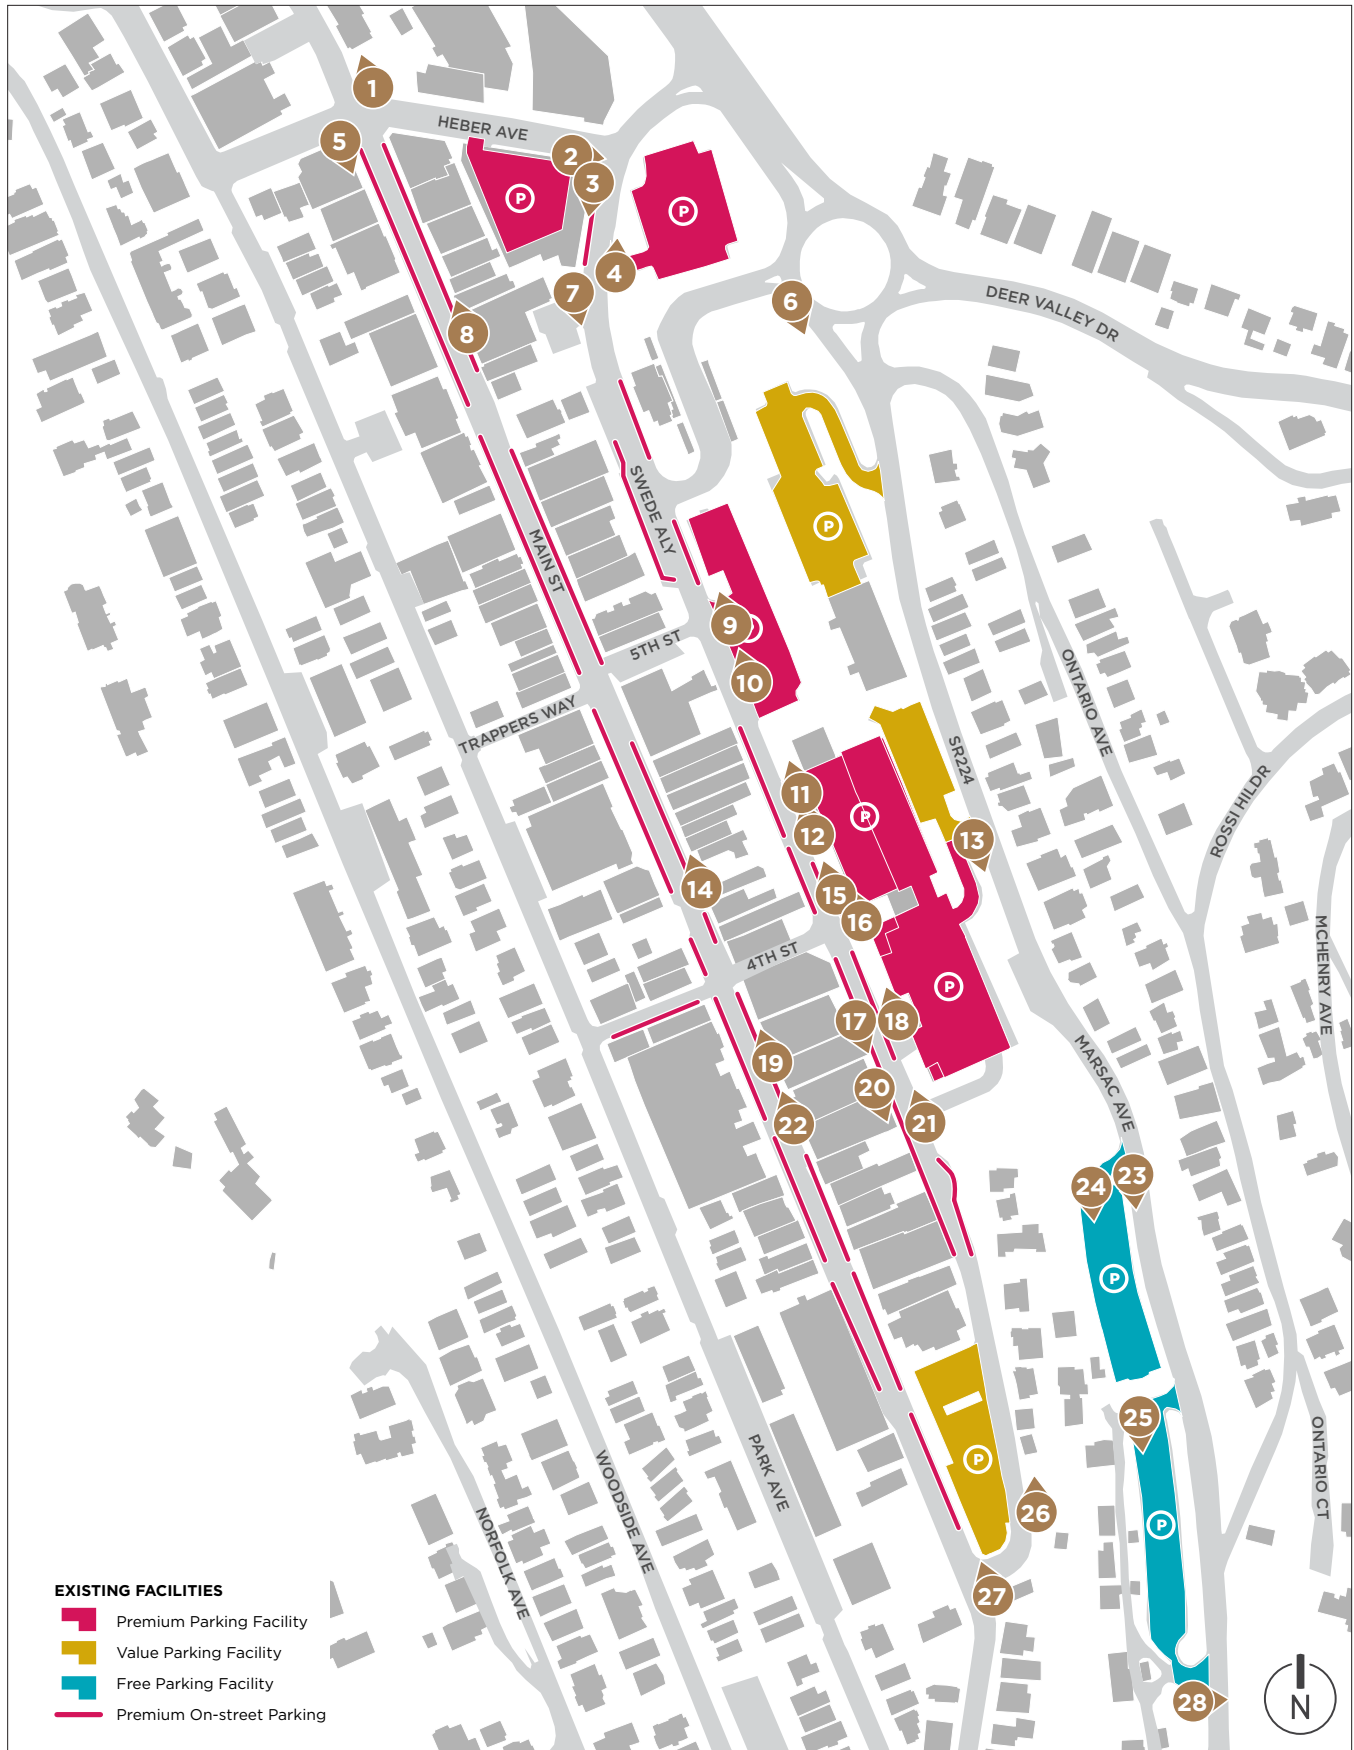 1
HEBER AVE
5
2
3
P
P
4
7
6
8
DEER VALLEY DR
SWEDE ALY
MAIN ST
P
9
5TH ST
10
TRAPPERS WAY
ONTARIO AVE
SR224
11
P
12
13
ROSSI HILDR
14
15
16
4TH ST
P
MCHENRY AVE
17
18
19
20
21
22
MARSAC AVE
24
23
P
25
P
26
P
27
28
ONTARIO CT
PARK AVE
WOODSIDE AVE
NORFOLK AVE
EXISTING FACILITIES
Premium Parking Facility
Value Parking Facility
Free Parking Facility
Premium On-street Parking
N